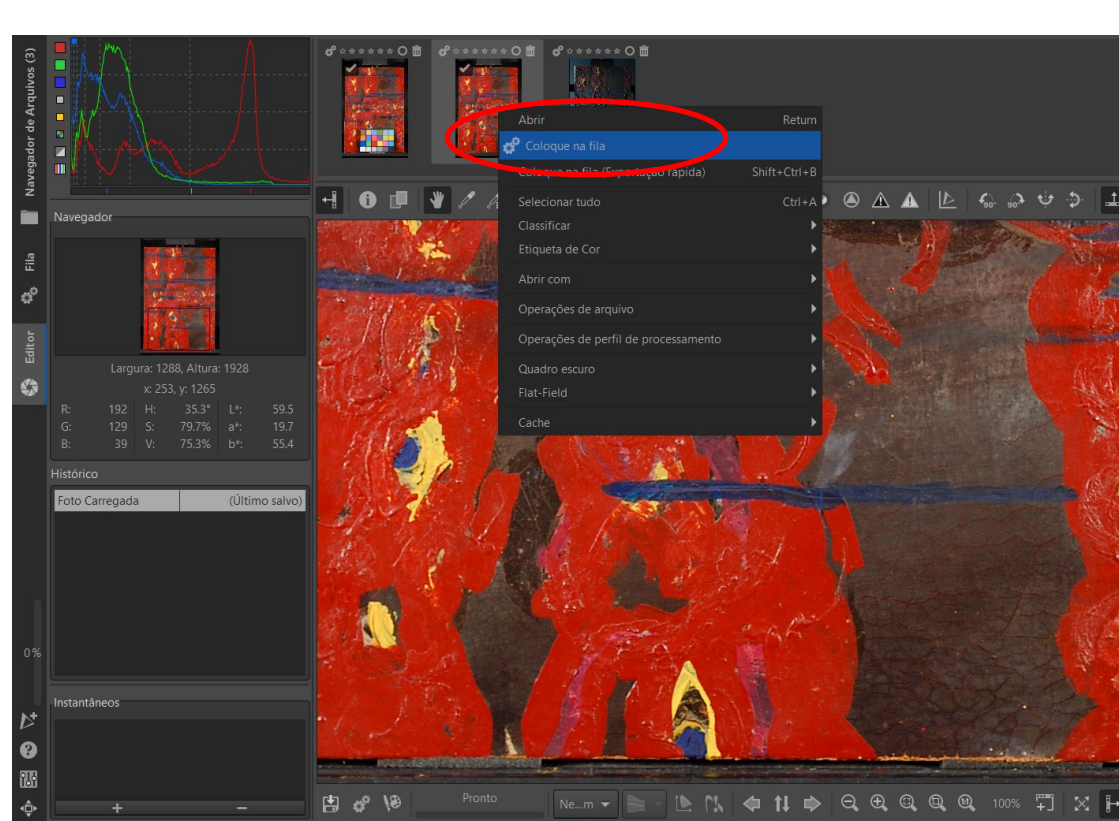 Navegador de Arquivos (3)
Fila
Editor
0%
Navegador
Largura: 1288, Altura: 1928
x: 253, y: 1265
R: 192 H: 35.3° L*: 59.5
G: 129 S: 79.7% a*: 19.7
B: 39 V: 75.3% b*: 55.4
Histórico
Foto Carregada (Último salvo)
Instantâneos
+ −
Abrir Return
Coloque na fila
Coloque na fila (Exportação rápida) Shift+Ctrl+B
Selecionar tudo Ctrl+A
Classificar
Etiqueta de Cor
Abrir com
Operações de arquivo
Operações de perfil de processamento
Quadro escuro
Flat-Field
Cache
90° 90°
Pronto
Ne...m
100%